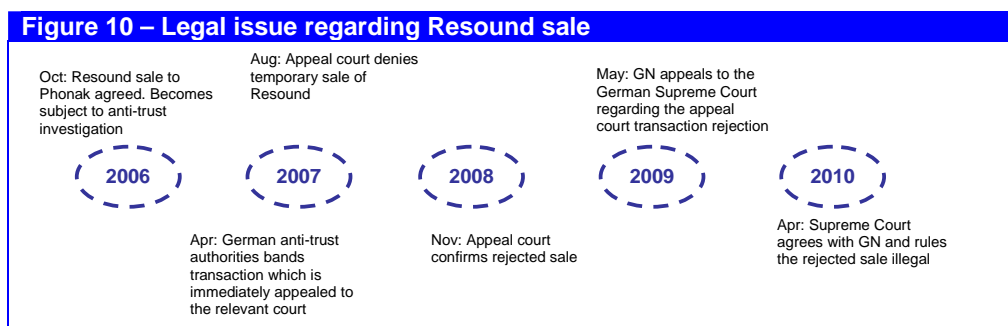 Figure 10 – Legal issue regarding Resound sale
Oct: Resound sale to
Phonak agreed. Becomes
subject to anti-trust
investigation
Aug: Appeal court denies
temporary sale of
Resound
May: GN appeals to the
German Supreme Court
regarding the appeal
court transaction rejection
2006
2007
2008
2009
2010
Apr: German anti-trust
authorities bands
transaction which is
immediately appealed to
the relevant court
Nov: Appeal court
confirms rejected sale
Apr: Supreme Court
agrees with GN and rules
the rejected sale illegal